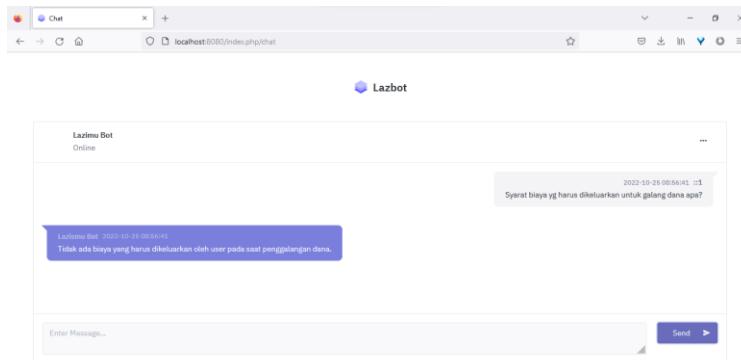 Chat
localhost:8080/index.php/chat
Lazbot
Lazimu Bot
Online
2022-10-25 08:56:41 ::1
Syarat biaya yg harus dikeluarkan untuk galang dana apa?
Lazismu Bot 2022-10-25 08:56:41
Tidak ada biaya yang harus dikeluarkan oleh user pada saat penggalangan dana.
Enter Message...
Send